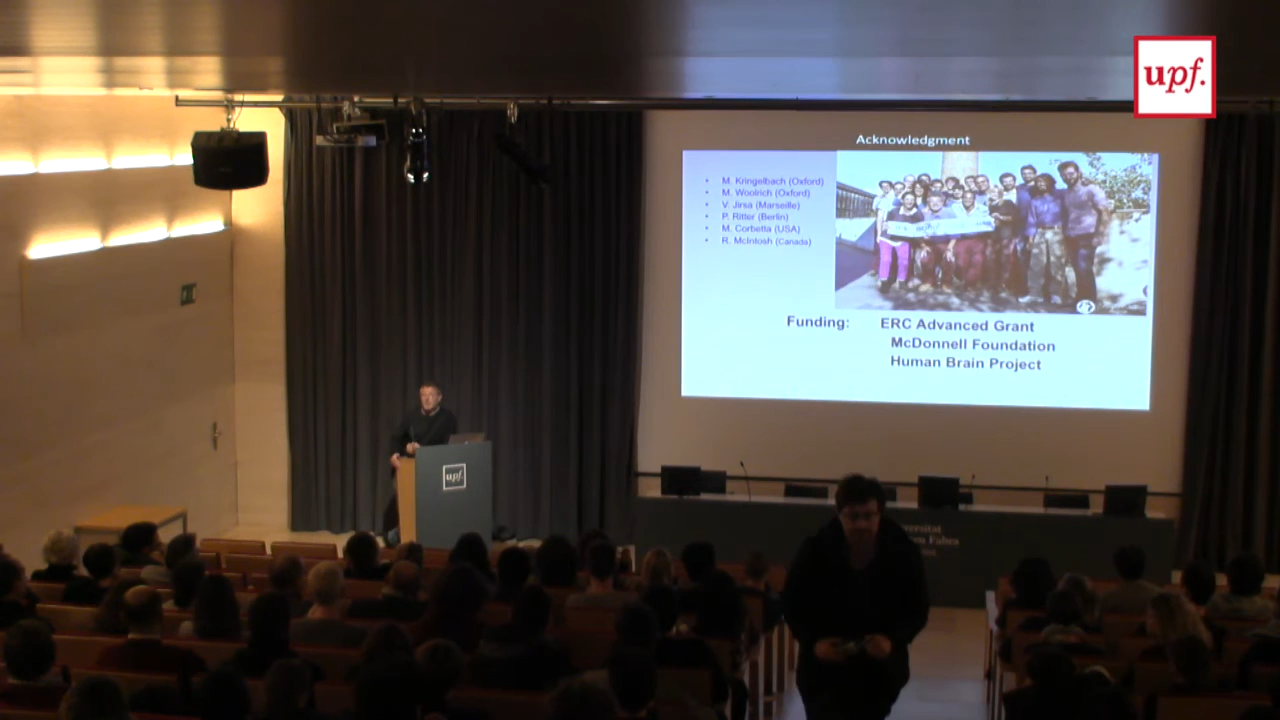 upf.
Acknowledgment
• M. Kringelbach (Oxford)
• M. Woolrich (Oxford)
• V. Jirsa (Marseille)
• P. Ritter (Berlin)
• M. Corbetta (USA)
• R. McIntosh (Canada)
Funding: ERC Advanced Grant
McDonnell Foundation
Human Brain Project
upf.